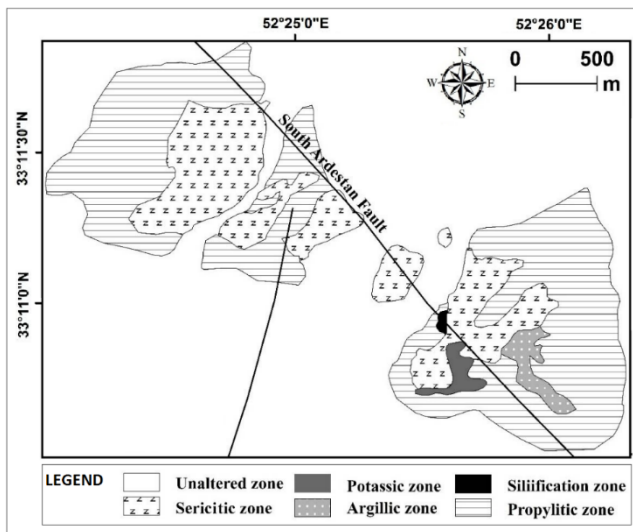 52°25'0"E 52°26'0"E
N
W E
S
0 500
m
33°11'30"N
South Ardestan Fault
33°11'0"N
LEGEND
Unaltered zone Potassic zone Siliification zone
Sericitic zone Argillic zone Propylitic zone